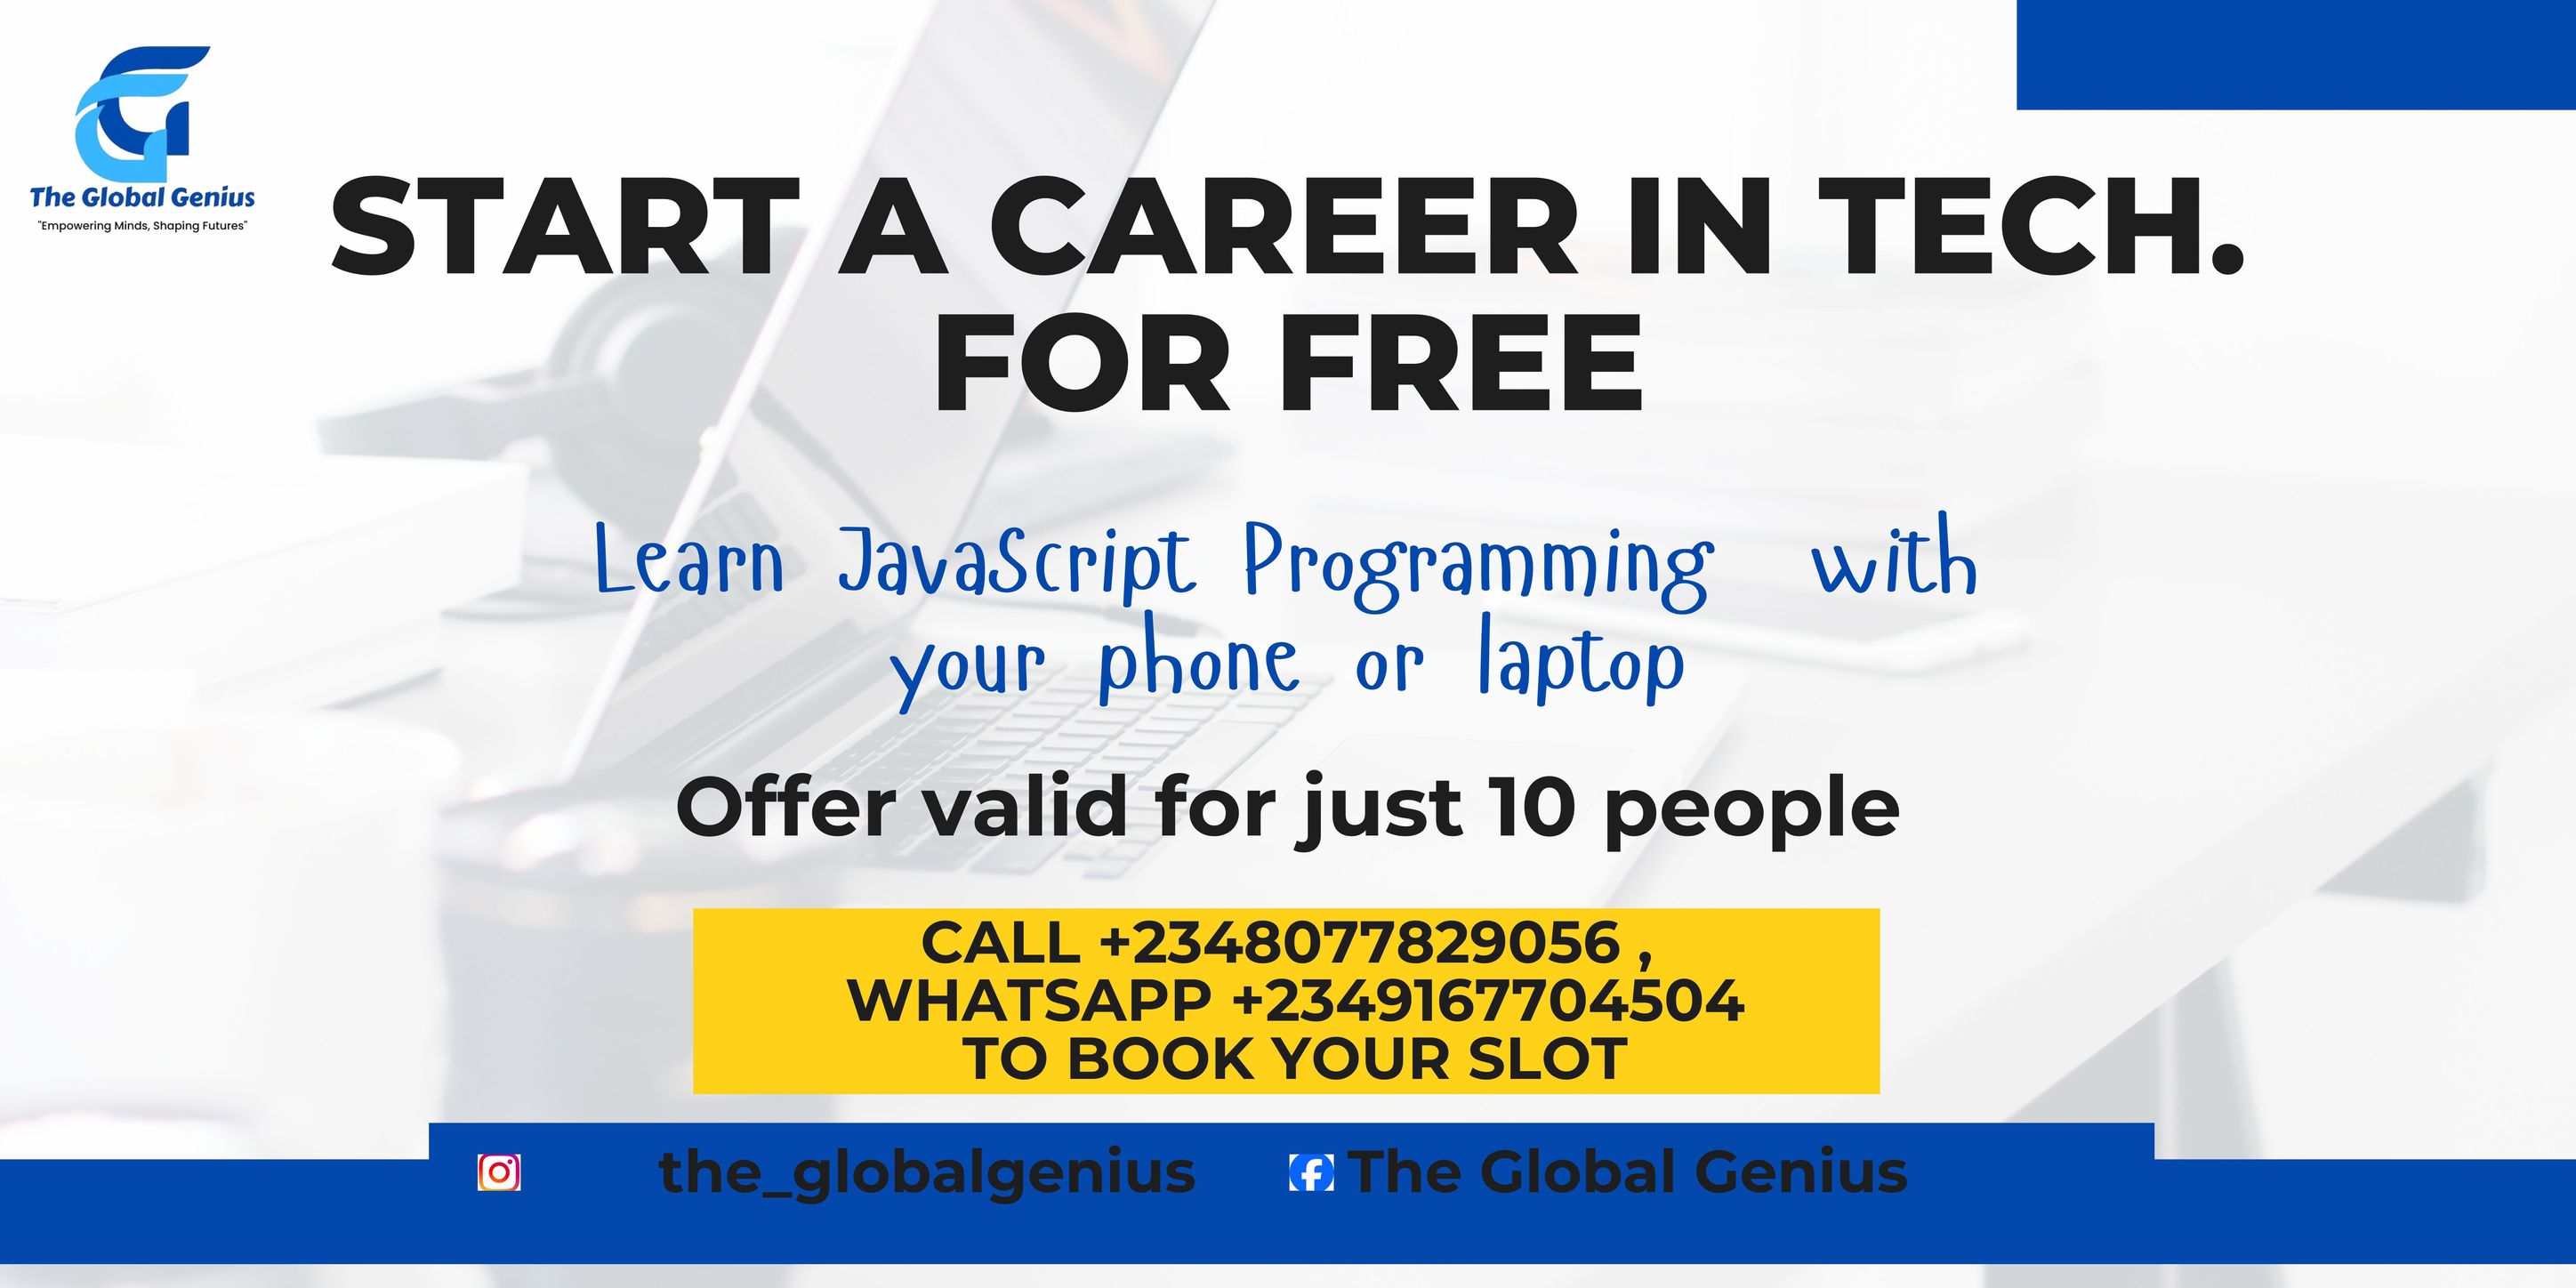 The Global Genius
"Empowering Minds, Shaping Futures"
START A CAREER IN TECH.
FOR FREE
Learn JavaScript Programming with
your phone or laptop
Offer valid for just 10 people
CALL +2348077829056 ,
WHATSAPP +2349167704504
TO BOOK YOUR SLOT
the_globalgenius
The Global Genius